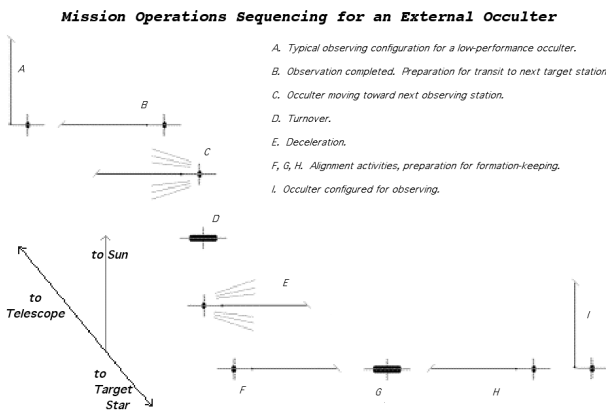 Mission Operations Sequencing for an External Occulter
A. Typical observing configuration for a low-performance occulter.
B. Observation completed. Preparation for transit to next target station
C. Occulter moving toward next observing station.
D. Turnover.
E. Deceleration.
F, G, H. Alignment activities, preparation for formation-keeping.
I. Occulter configured for observing.
A
B
C
D
to Sun
to
Telescope
E
I
to
Target
Star
F
G
H